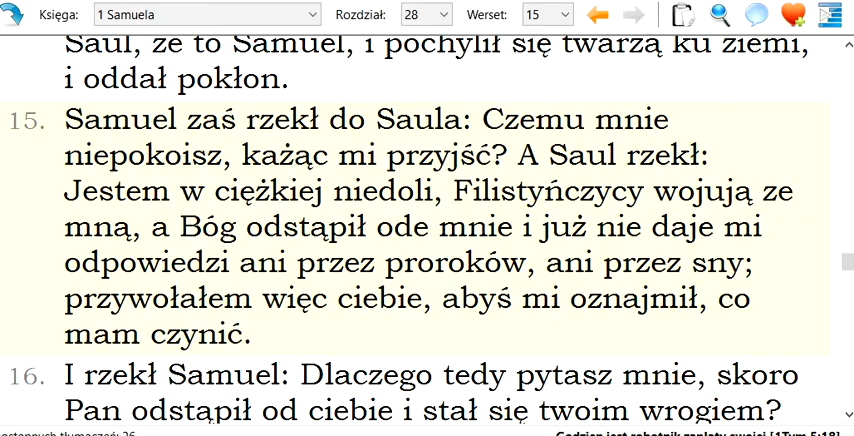 Księga: 1 Samuela Rozdział: 28 Werset: 15
Saul, że to Samuel, i pochylił się twarzą ku ziemi,
i oddał pokłon.
15. Samuel zaś rzekł do Saula: Czemu mnie
niepokoisz, każąc mi przyjść? A Saul rzekł:
Jestem w ciężkiej niedoli, Filistyńczycy wojują ze
mną, a Bóg odstąpił ode mnie i już nie daje mi
odpowiedzi ani przez proroków, ani przez sny;
przywołałem więc ciebie, abyś mi oznajmił, co
mam czynić.
16. I rzekł Samuel: Dlaczego tedy pytasz mnie, skoro
Pan odstąpił od ciebie i stał się twoim wrogiem?
tłumaczeń: 26 Godzien jest robotnik zapłaty swojej [1Tym 5:18]